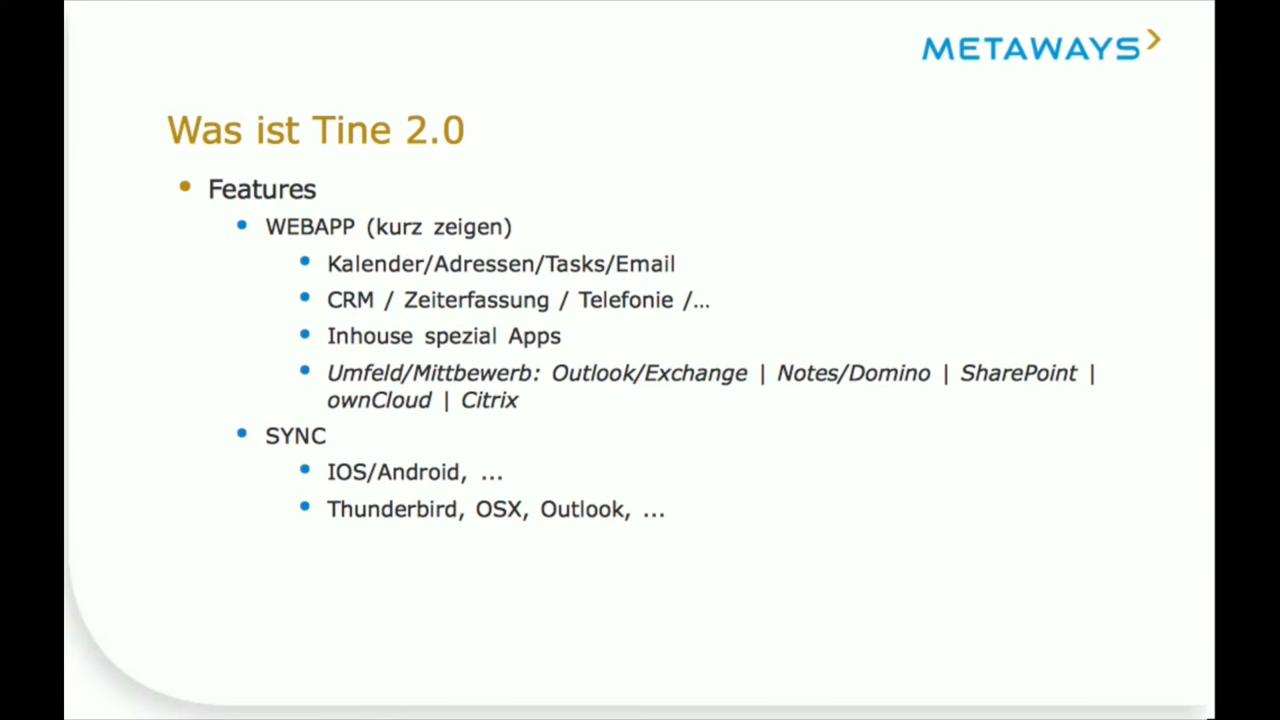 METAWAYS
Was ist Tine 2.0
Features
WEBAPP (kurz zeigen)
Kalender/Adressen/Tasks/Email
CRM / Zeiterfassung / Telefonie /...
Inhouse spezial Apps
Umfeld/Mittbewerb: Outlook/Exchange | Notes/Domino | SharePoint |
ownCloud | Citrix
SYNC
IOS/Android, ...
Thunderbird, OSX, Outlook, ...